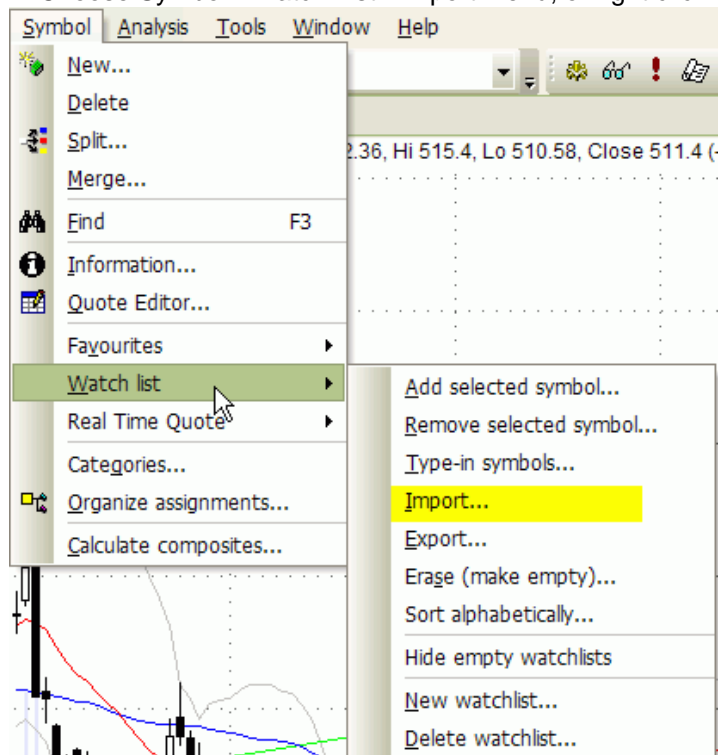 Symbol Analysis Tools Window Help
New...
Delete
Split...
Merge...
Find F3
Information...
Quote Editor...
Favourites
Watch list
Real Time Quote
Categories...
Organize assignments...
Calculate composites...
2.36, Hi 515.4, Lo 510.58, Close 511.4 (-
Add selected symbol...
Remove selected symbol...
Type-in symbols...
Import...
Export...
Erase (make empty)...
Sort alphabetically...
Hide empty watchlists
New watchlist...
Delete watchlist...